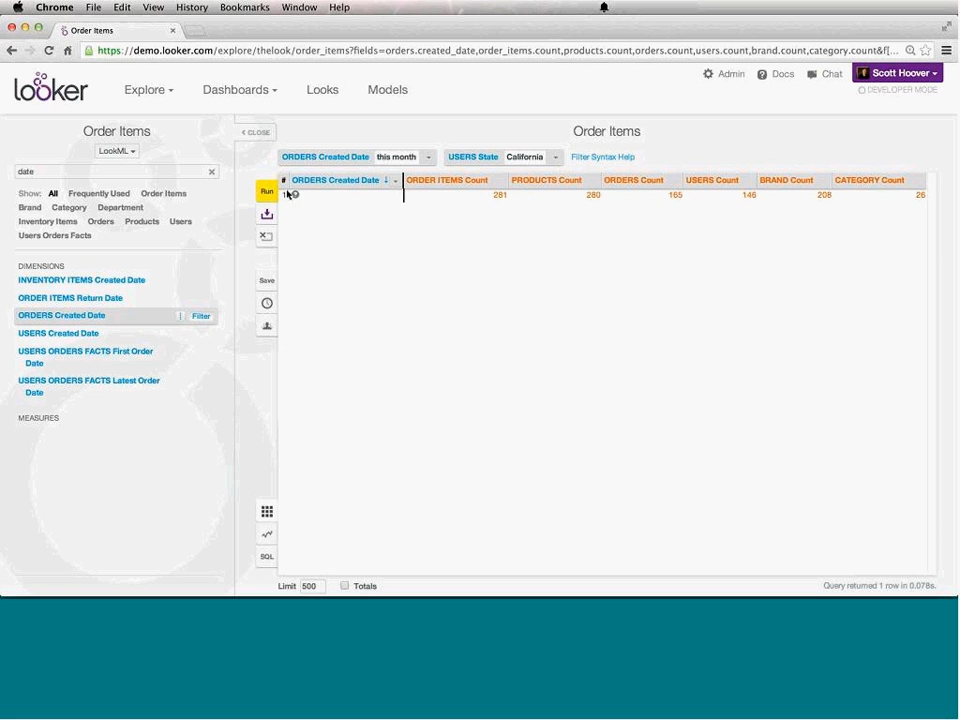 Chrome File Edit View History Bookmarks Window Help
Order Items
https://demo.looker.com/explore/thelook/order_items?fields=orders.created_date,order_items.count,products.count,orders.count,users.count,brand.count,category.count&f[...
looker Explore Dashboards Looks Models Admin Docs Chat Scott Hoover
DEVELOPER MODE
Order Items
LookML
date
Show: All Frequently Used Order Items
Brand Category Department
Inventory Items Orders Products Users
Users Orders Facts
DIMENSIONS
INVENTORY ITEMS Created Date
ORDER ITEMS Return Date
ORDERS Created Date Filter
USERS Created Date
USERS ORDERS FACTS First Order
Date
USERS ORDERS FACTS Latest Order
Date
MEASURES
CLOSE
Order Items
ORDERS Created Date this month USERS State California Filter Syntax Help
# ORDERS Created Date ↓ ORDER ITEMS Count PRODUCTS Count ORDERS Count USERS Count BRAND Count CATEGORY Count
281 280 165 146 208 26
Run
Save
SQL
Limit 500 Totals Query returned 1 row in 0.078s.